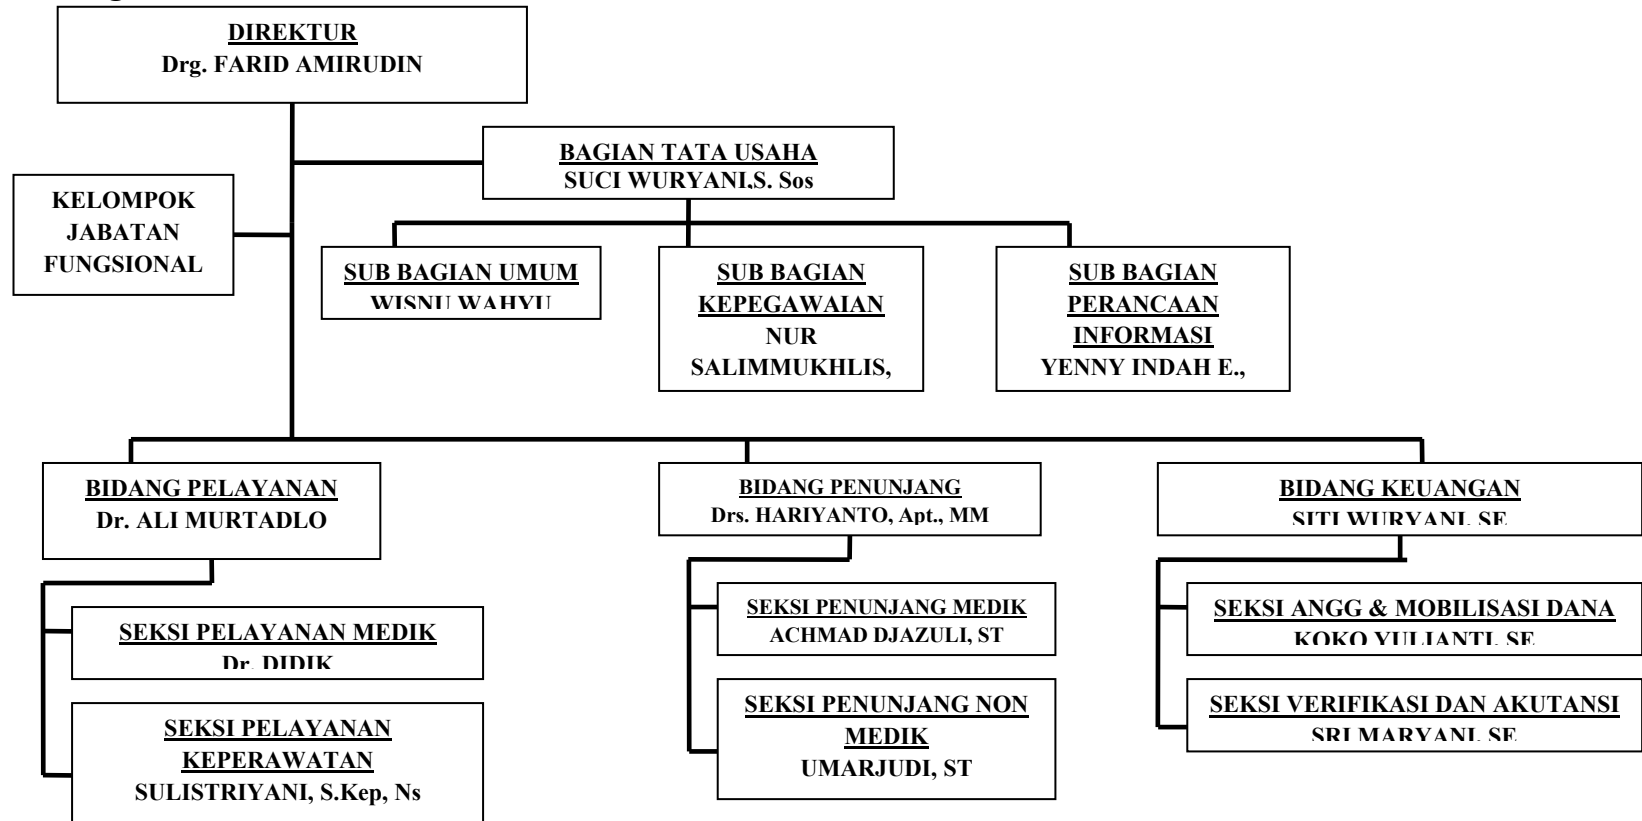 DIREKTUR
Drg. FARID AMIRUDIN
BAGIAN TATA USAHA
SUCI WURYANI,S. Sos
KELOMPOK
JABATAN
FUNGSIONAL
SUB BAGIAN UMUM
WISNU WAHYU
SUB BAGIAN
KEPEGAWAIAN
NUR
SALIMMUKHLIS,
SUB BAGIAN
PERANCAAN
INFORMASI
YENNY INDAH E.,
BIDANG PELAYANAN
Dr. ALI MURTADLO
BIDANG PENUNJANG
Drs. HARIYANTO, Apt., MM
BIDANG KEUANGAN
SITI WURYANI, SE
SEKSI PELAYANAN MEDIK
Dr. DIDIK
SEKSI PELAYANAN
KEPERAWATAN
SULISTRIYANI, S.Kep, Ns
SEKSI PENUNJANG MEDIK
ACHMAD DJAZULI, ST
SEKSI PENUNJANG NON
MEDIK
UMARJUDI, ST
SEKSI ANGG & MOBILISASI DANA
KOKO YULIANTI, SE
SEKSI VERIFIKASI DAN AKUTANSI
SRI MARYANI, SE